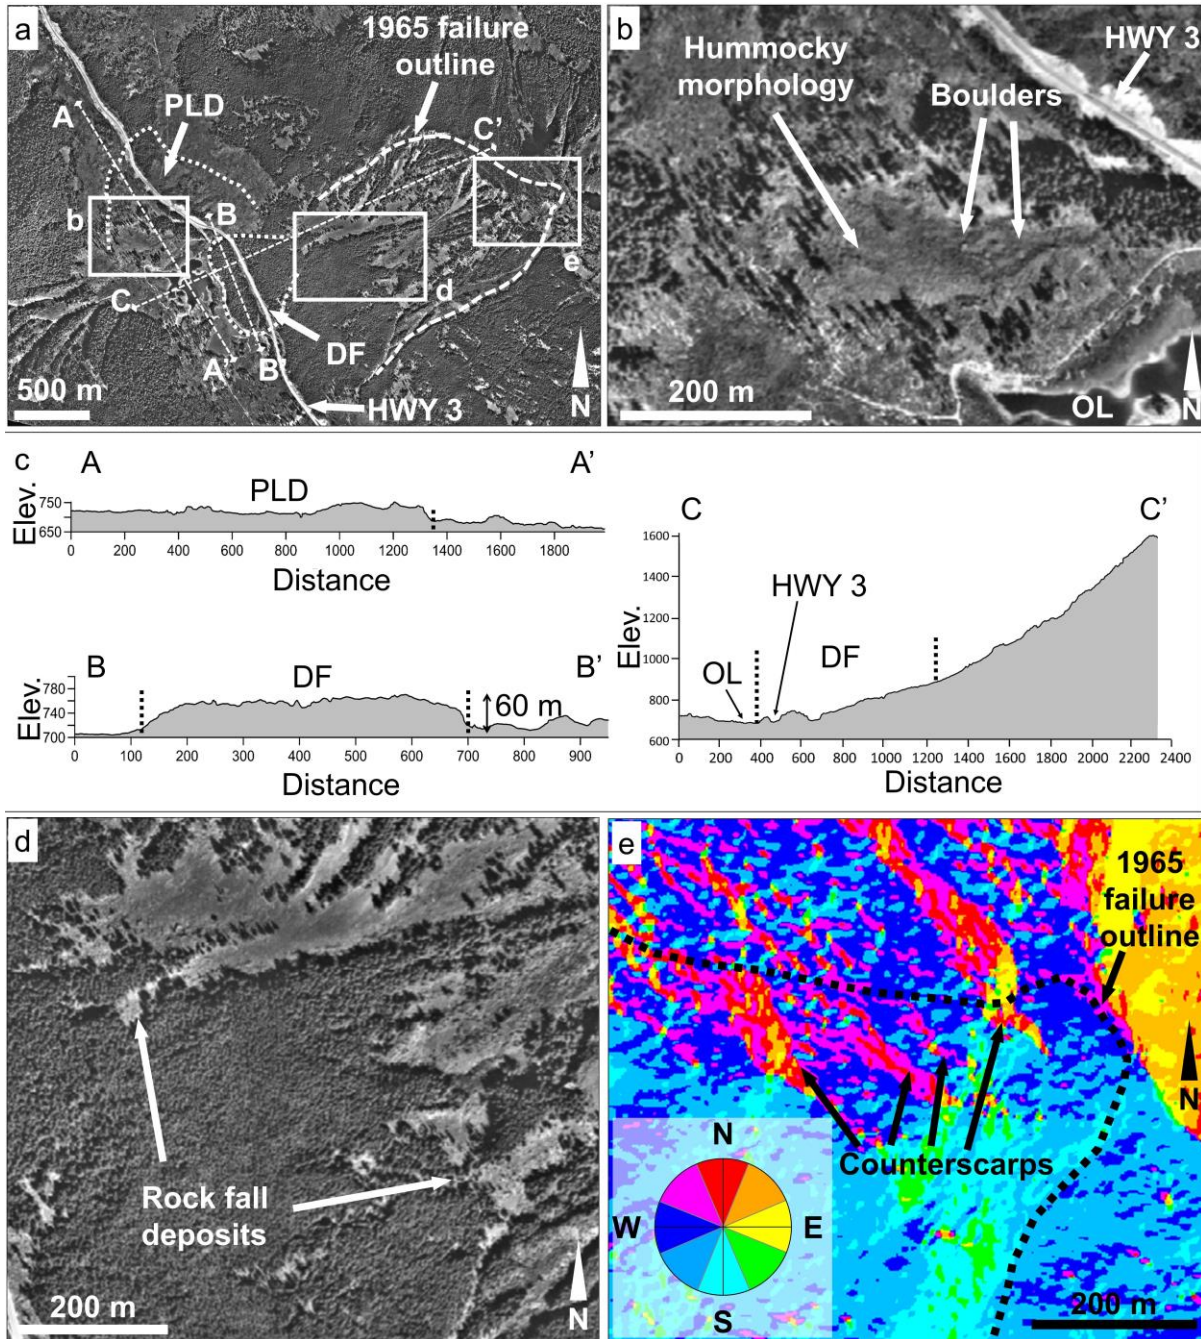 a
1965 failure
outline
PLD
A
C'
B
b
C
d
e
DF
A'
B'
HWY 3
500 m
N
b
Hummocky
morphology
Boulders
HWY 3
200 m
OL
N
c
A
A'
PLD
Elev.
750
650
0
200
400
600
800
1000
1200
1400
1600
1800
Distance
B
B'
DF
60 m
Elev.
780
760
740
720
700
0
100
200
300
400
500
600
700
800
900
Distance
C
C'
HWY 3
OL
DF
Elev.
1600
1400
1200
1000
800
600
0
200
400
600
800
1000
1200
1400
1600
1800
2000
2200
2400
Distance
d
Rock fall
deposits
200 m
N
e
1965
failure
outline
N
Counterscarps
N
W
E
S
200 m